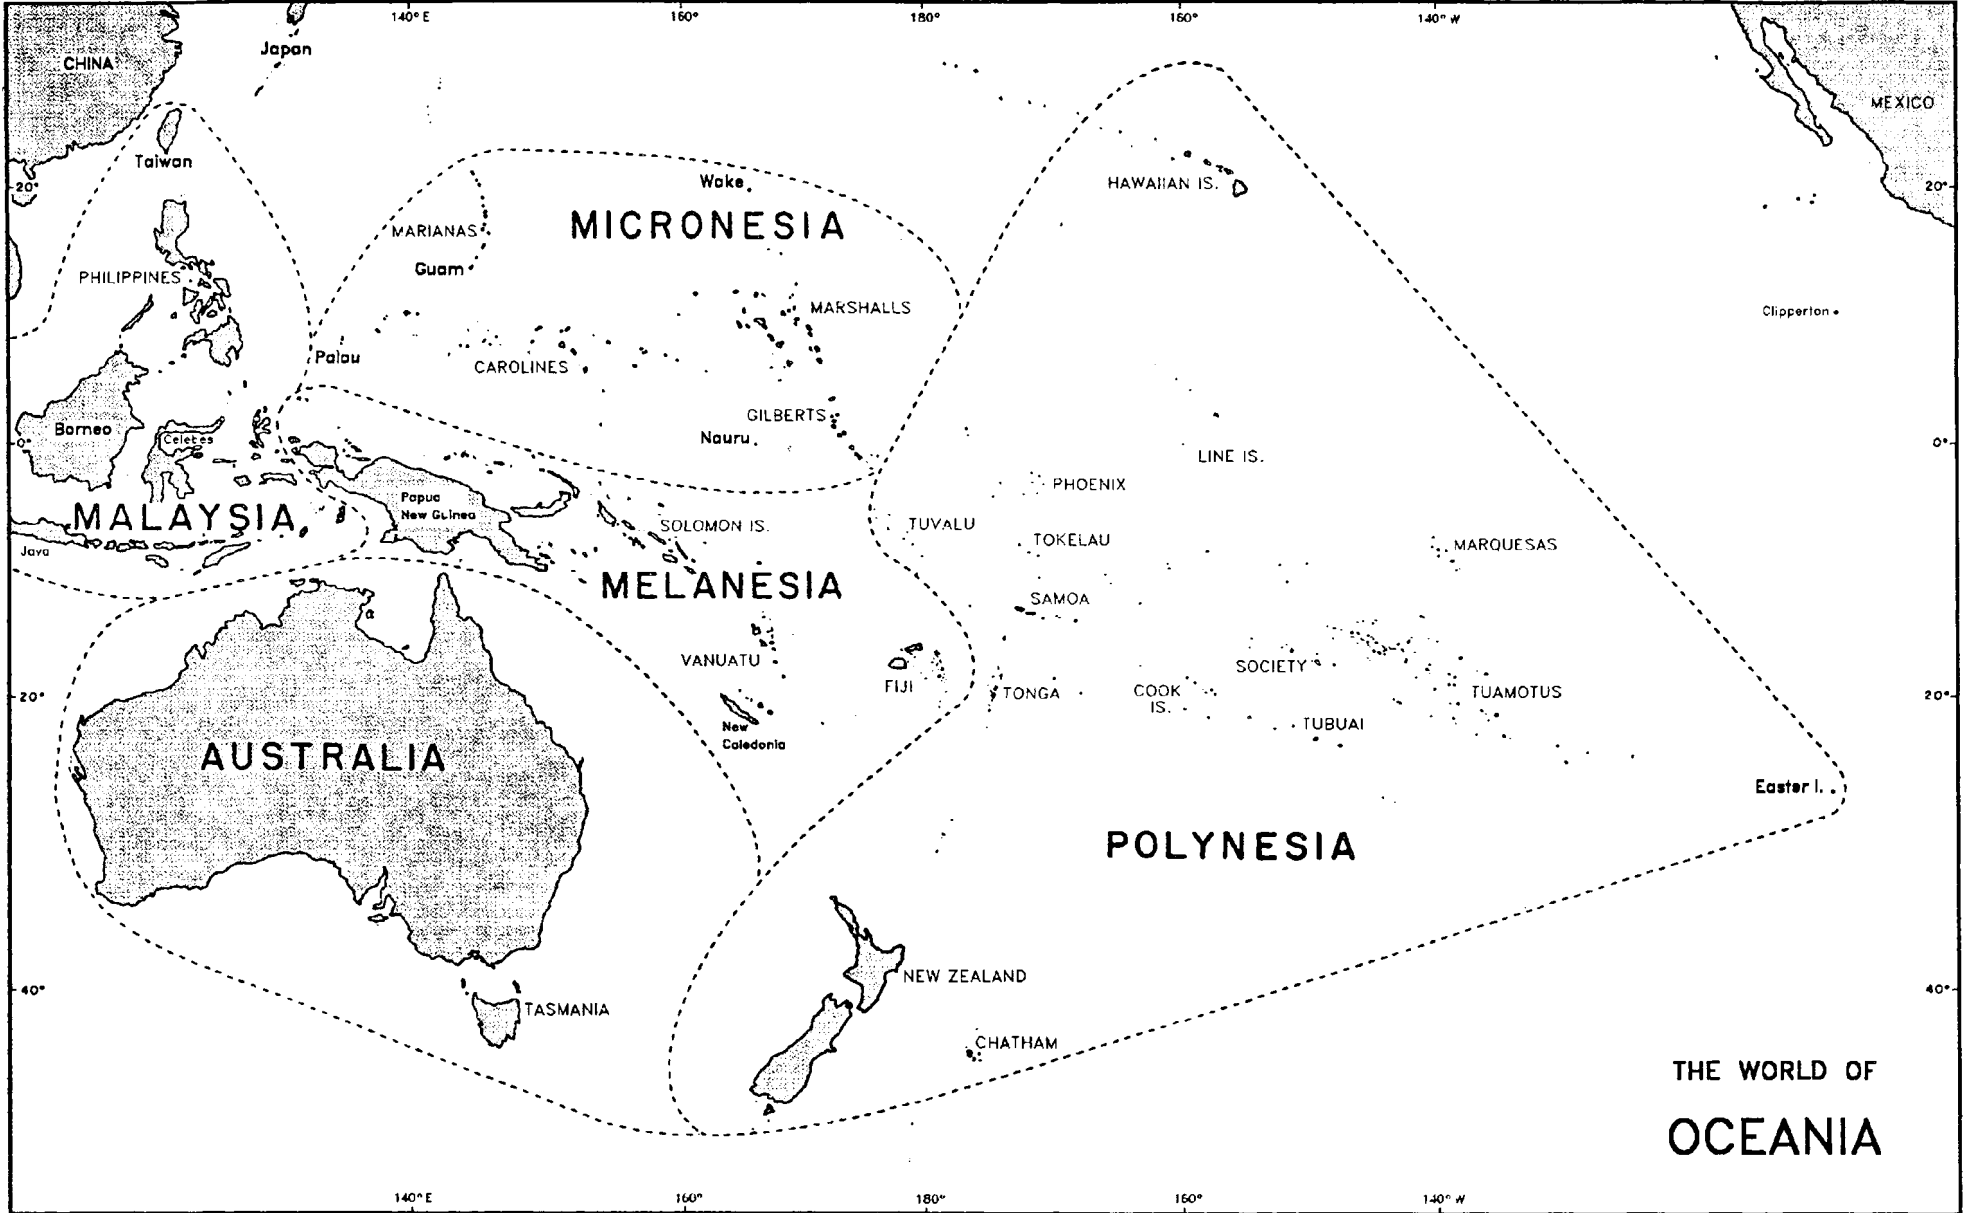 140° E
160°
180°
160°
140° W
CHINA
Japan
MEXICO
Taiwan
20°
Wake
HAWAIIAN IS.
20°
MICRONESIA
MARIANAS
Guam
PHILIPPINES
MARSHALLS
Clipperton
Palau
CAROLINES
GILBERTS
Borneo
Celebes
Nauru
0°
0°
LINE IS.
PHOENIX
Papua
New Guinea
MALAYSIA
SOLOMON IS.
TUVALU
Java
TOKELAU
MARQUESAS
MELANESIA
SAMOA
VANUATU
SOCIETY
FIJI
TONGA
COOK
IS.
TUAMOTUS
20°
20°
TUBUAI
New
Caledonia
AUSTRALIA
Easter I.
POLYNESIA
NEW ZEALAND
40°
40°
TASMANIA
CHATHAM
THE WORLD OF
OCEANIA
140° E
160°
180°
160°
140° W